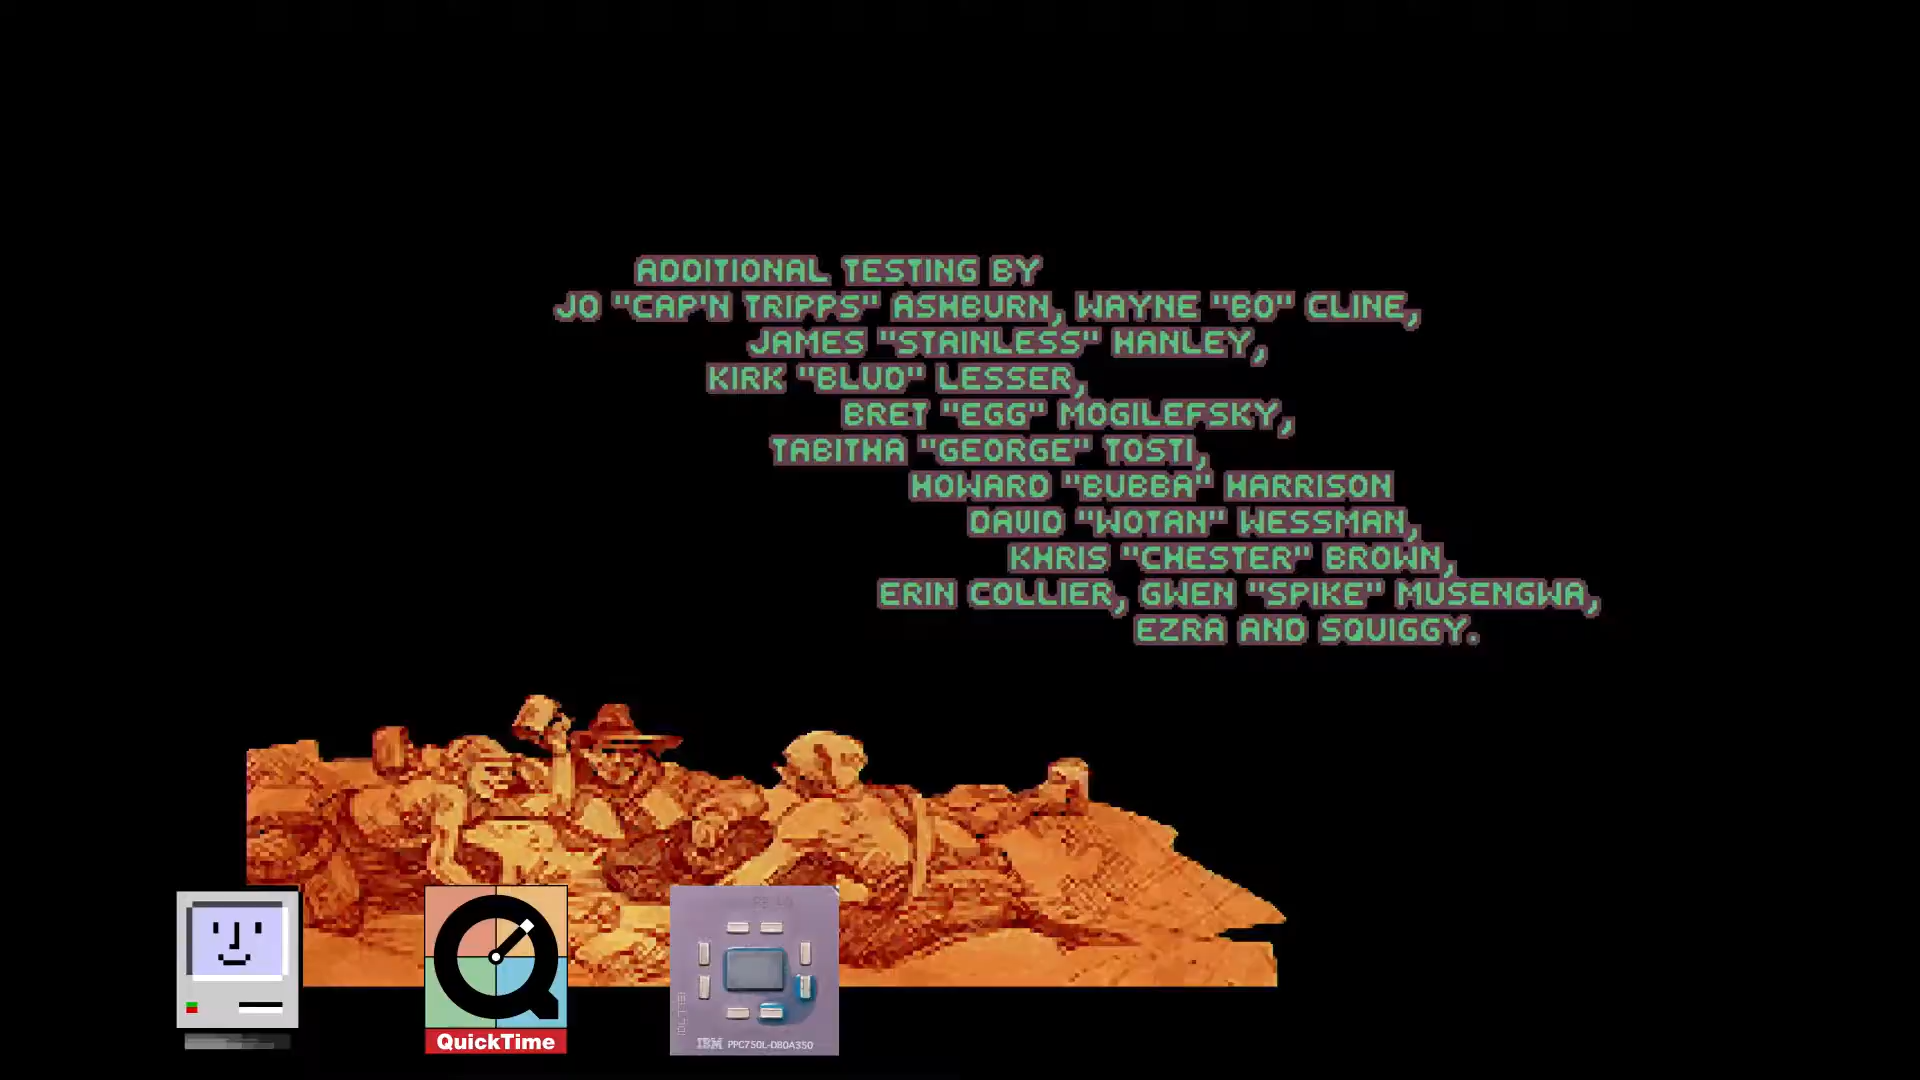 ADDITIONAL TESTING BY
JO "CAP'N TRIPPS" ASHBURN, WAYNE "BO" CLINE,
JAMES "STAINLESS" HANLEY,
KIRK "BLUD" LESSER,
BRET "EGG" MOGILEFSKY,
TABITHA "GEORGE" TOSTI,
HOWARD "BUBBA" HARRISON
DAVID "WOTAN" WESSMAN,
KHRIS "CHESTER" BROWN,
ERIN COLLIER, GWEN "SPIKE" MUSENGWA,
EZRA AND SQUIGGY.
QuickTime
IBM PPC750L-DB0A350